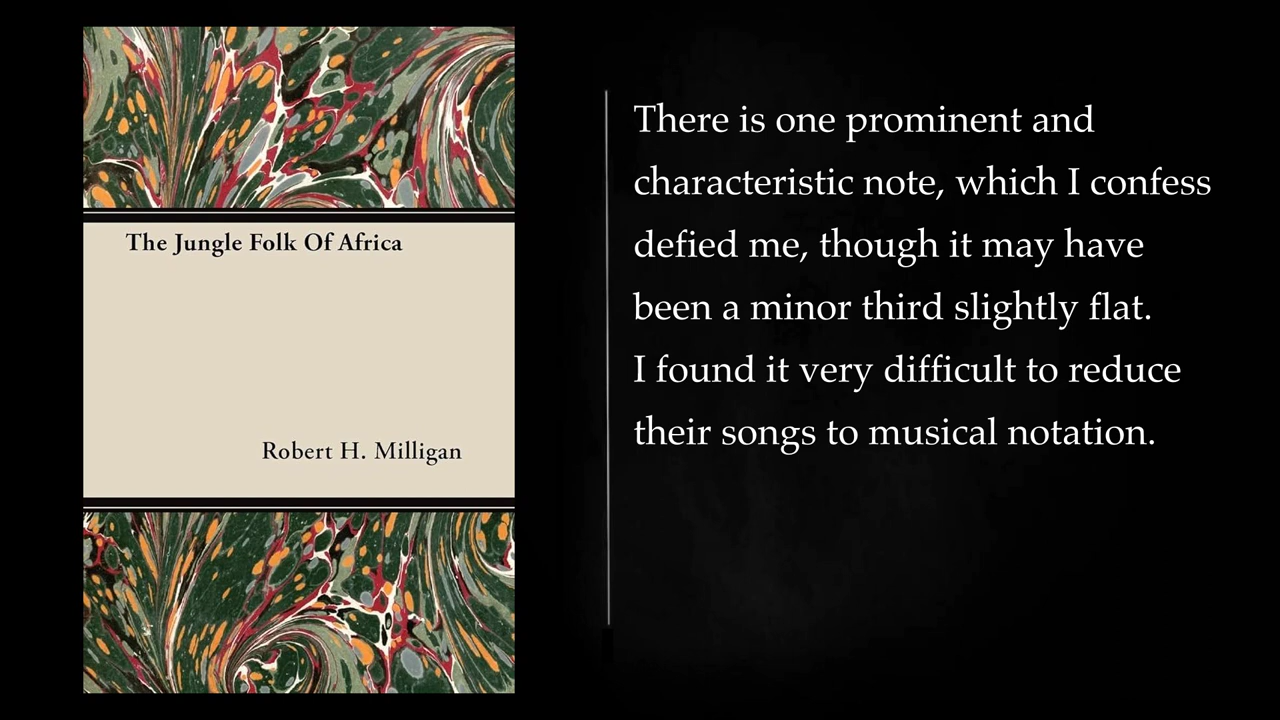 The Jungle Folk Of Africa
Robert H. Milligan
There is one prominent and
characteristic note, which I confess
defied me, though it may have
been a minor third slightly flat.
I found it very difficult to reduce
their songs to musical notation.